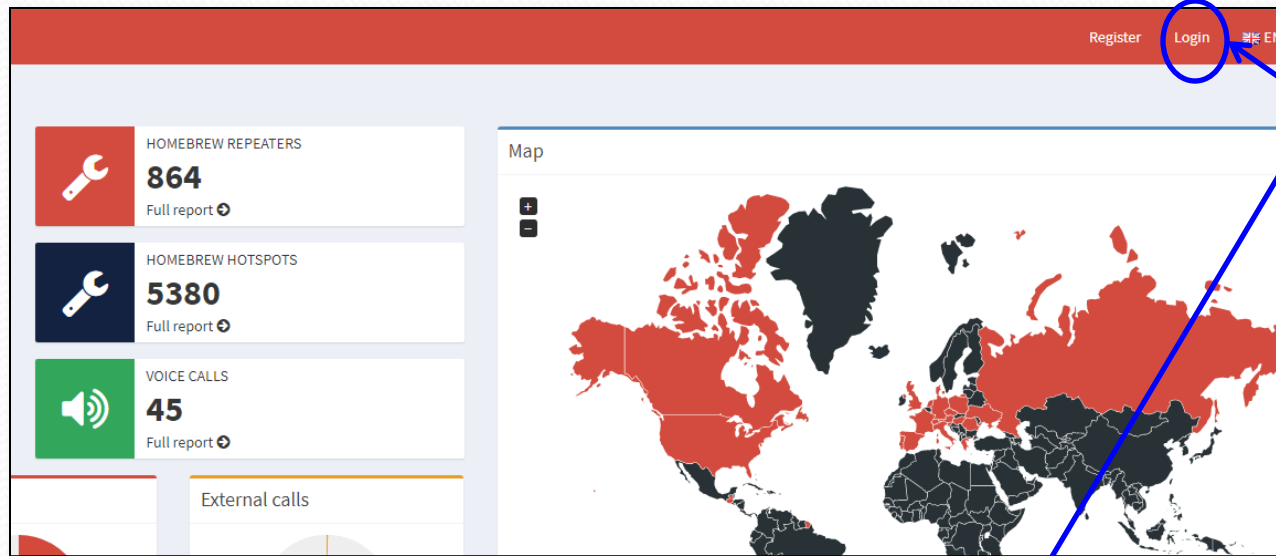 Register Login EN
HOMEBREW REPEATERS
864
Full report
HOMEBREW HOTSPOTS
5380
Full report
VOICE CALLS
45
Full report
External calls
Map
+
−